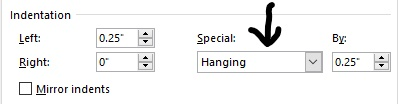 Indentation
Left: 0.25" Special: By:
Right: 0" Hanging 0.25"
Mirror indents